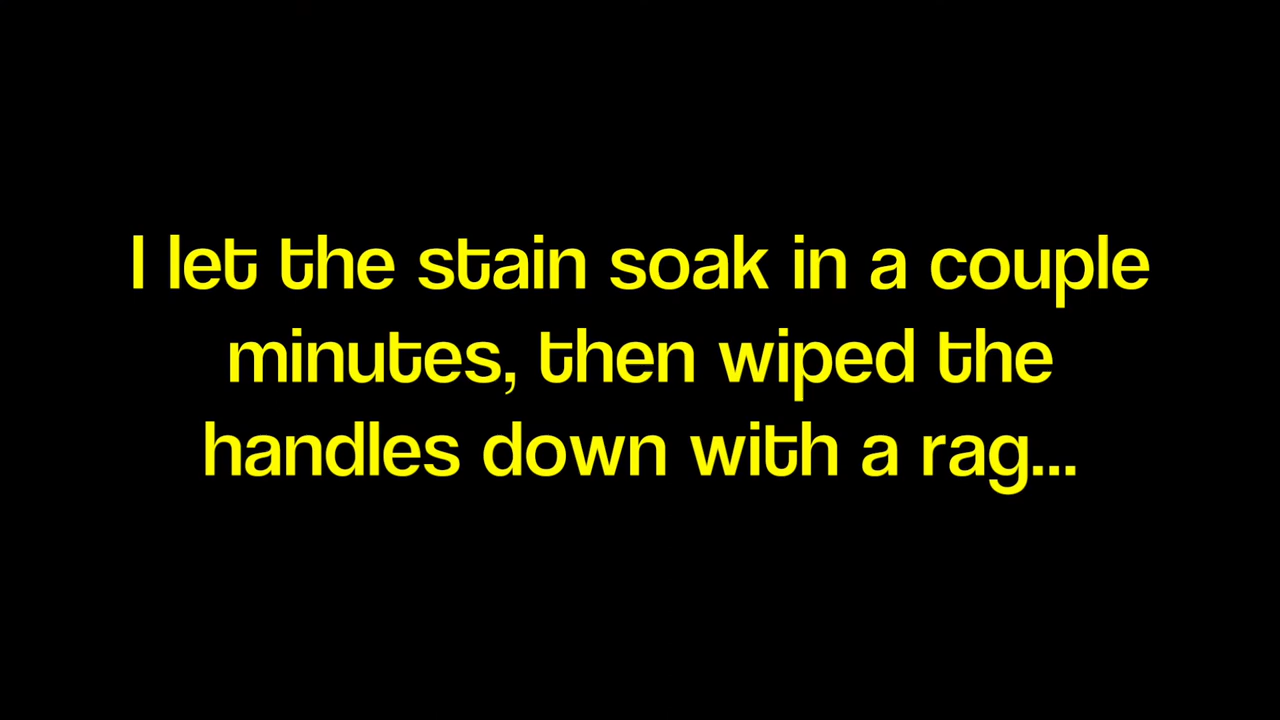 I let the stain soak in a couple
minutes, then wiped the
handles down with a rag...